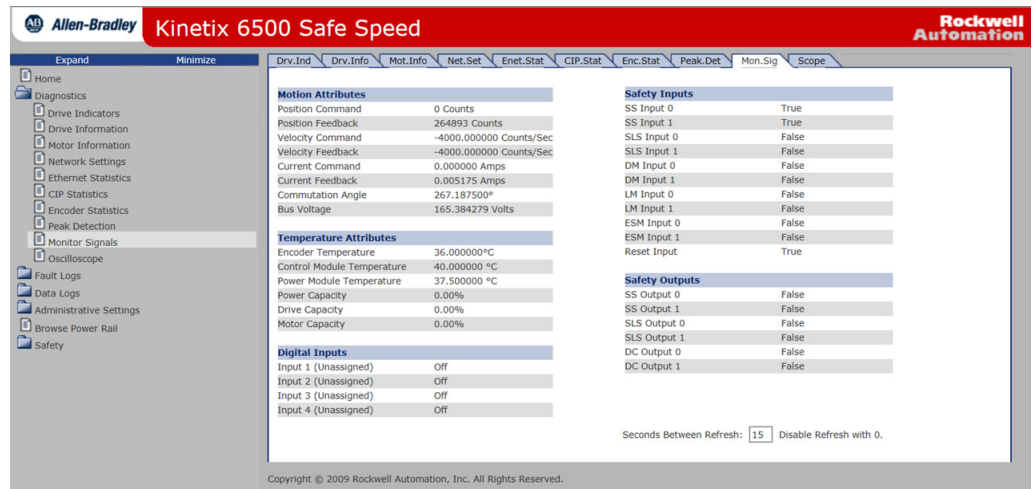 AB Allen-Bradley
Kinetix 6500 Safe Speed
Rockwell
Automation
Expand Minimize
Home
Diagnostics
Drive Indicators
Drive Information
Motor Information
Network Settings
Ethernet Statistics
CIP Statistics
Encoder Statistics
Peak Detection
Monitor Signals
Oscilloscope
Fault Logs
Data Logs
Administrative Settings
Browse Power Rail
Safety
Drv.Ind Drv.Info Mot.Info Net.Set Enet.Stat CIP.Stat Enc.Stat Peak.Det Mon.Sig Scope
Motion Attributes
Position Command 0 Counts
Position Feedback 264893 Counts
Velocity Command -4000.000000 Counts/Sec
Velocity Feedback -4000.000000 Counts/Sec
Current Command 0.000000 Amps
Current Feedback 0.005175 Amps
Commutation Angle 267.187500°
Bus Voltage 165.384279 Volts
Temperature Attributes
Encoder Temperature 36.000000°C
Control Module Temperature 40.000000 °C
Power Module Temperature 37.500000 °C
Power Capacity 0.00%
Drive Capacity 0.00%
Motor Capacity 0.00%
Digital Inputs
Input 1 (Unassigned) Off
Input 2 (Unassigned) Off
Input 3 (Unassigned) Off
Input 4 (Unassigned) Off
Safety Inputs
SS Input 0 True
SS Input 1 True
SLS Input 0 False
SLS Input 1 False
DM Input 0 False
DM Input 1 False
LM Input 0 False
LM Input 1 False
ESM Input 0 False
ESM Input 1 False
Reset Input True
Safety Outputs
SS Output 0 False
SS Output 1 False
SLS Output 0 False
SLS Output 1 False
DC Output 0 False
DC Output 1 False
Seconds Between Refresh: 15 Disable Refresh with 0.
Copyright © 2009 Rockwell Automation, Inc. All Rights Reserved.